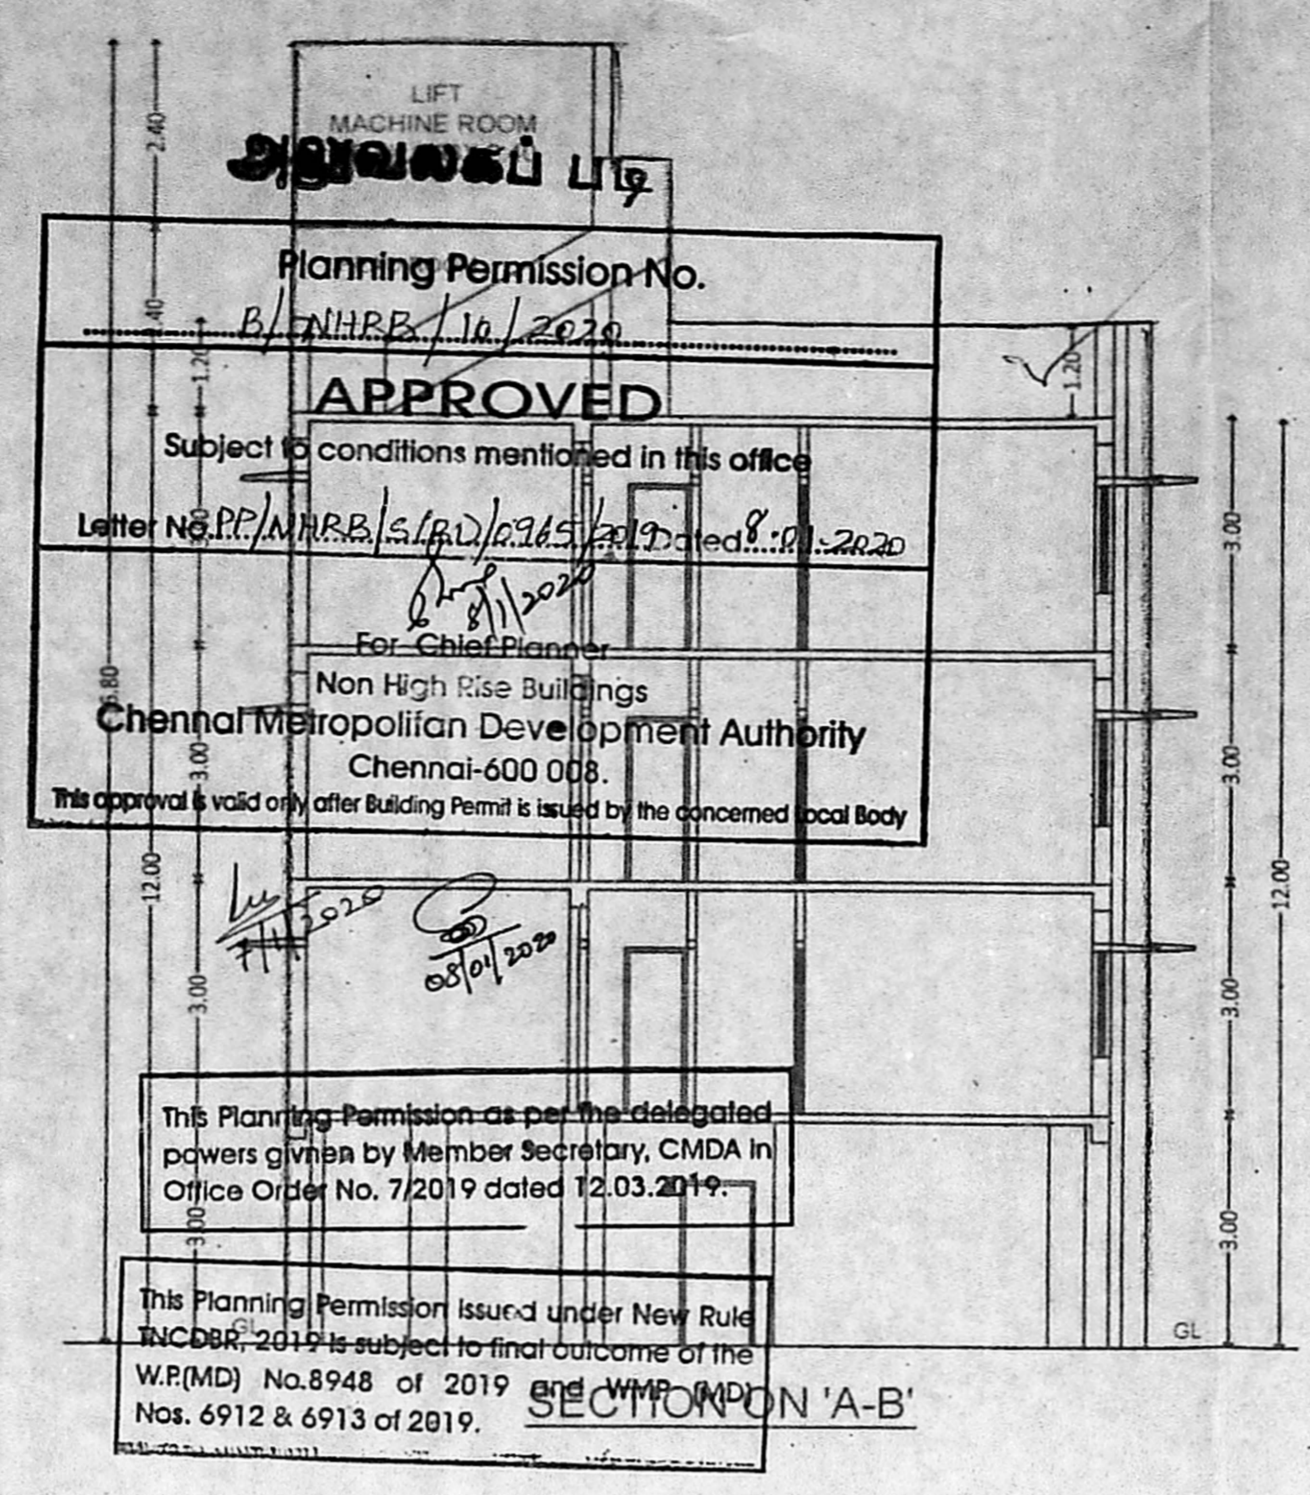 LIFT
MACHINE ROOM
அலுவலகப் படி
Planning Permission No.
B/ NHRB / 10 / 2020
APPROVED
Subject to conditions mentioned in this office
Letter No.PP/NHRB/S(BD)/0965/2019 Dated 8.01.2020
8/1/2020
For Chief Planner
Non High Rise Buildings
Chennai Metropolitan Development Authority
Chennai-600 008.
This approval is valid only after Building Permit is issued by the concerned Local Body
7/1/2020
08/01/2020
This Planning Permission as per the delegated
powers givnen by Member Secretary, CMDA in
Office Order No. 7/2019 dated 12.03.2019.
This Planning Permission issued under New Rule
TNCDBR, 2019 is subject to final outcome of the
W.P.(MD) No.8948 of 2019 and WMP (MD)
Nos. 6912 & 6913 of 2019.
SECTION ON 'A-B'
GL
GL
2.40
1.20
3.00
3.00
3.00
12.00
1.20
3.00
3.00
3.00
3.00
12.00